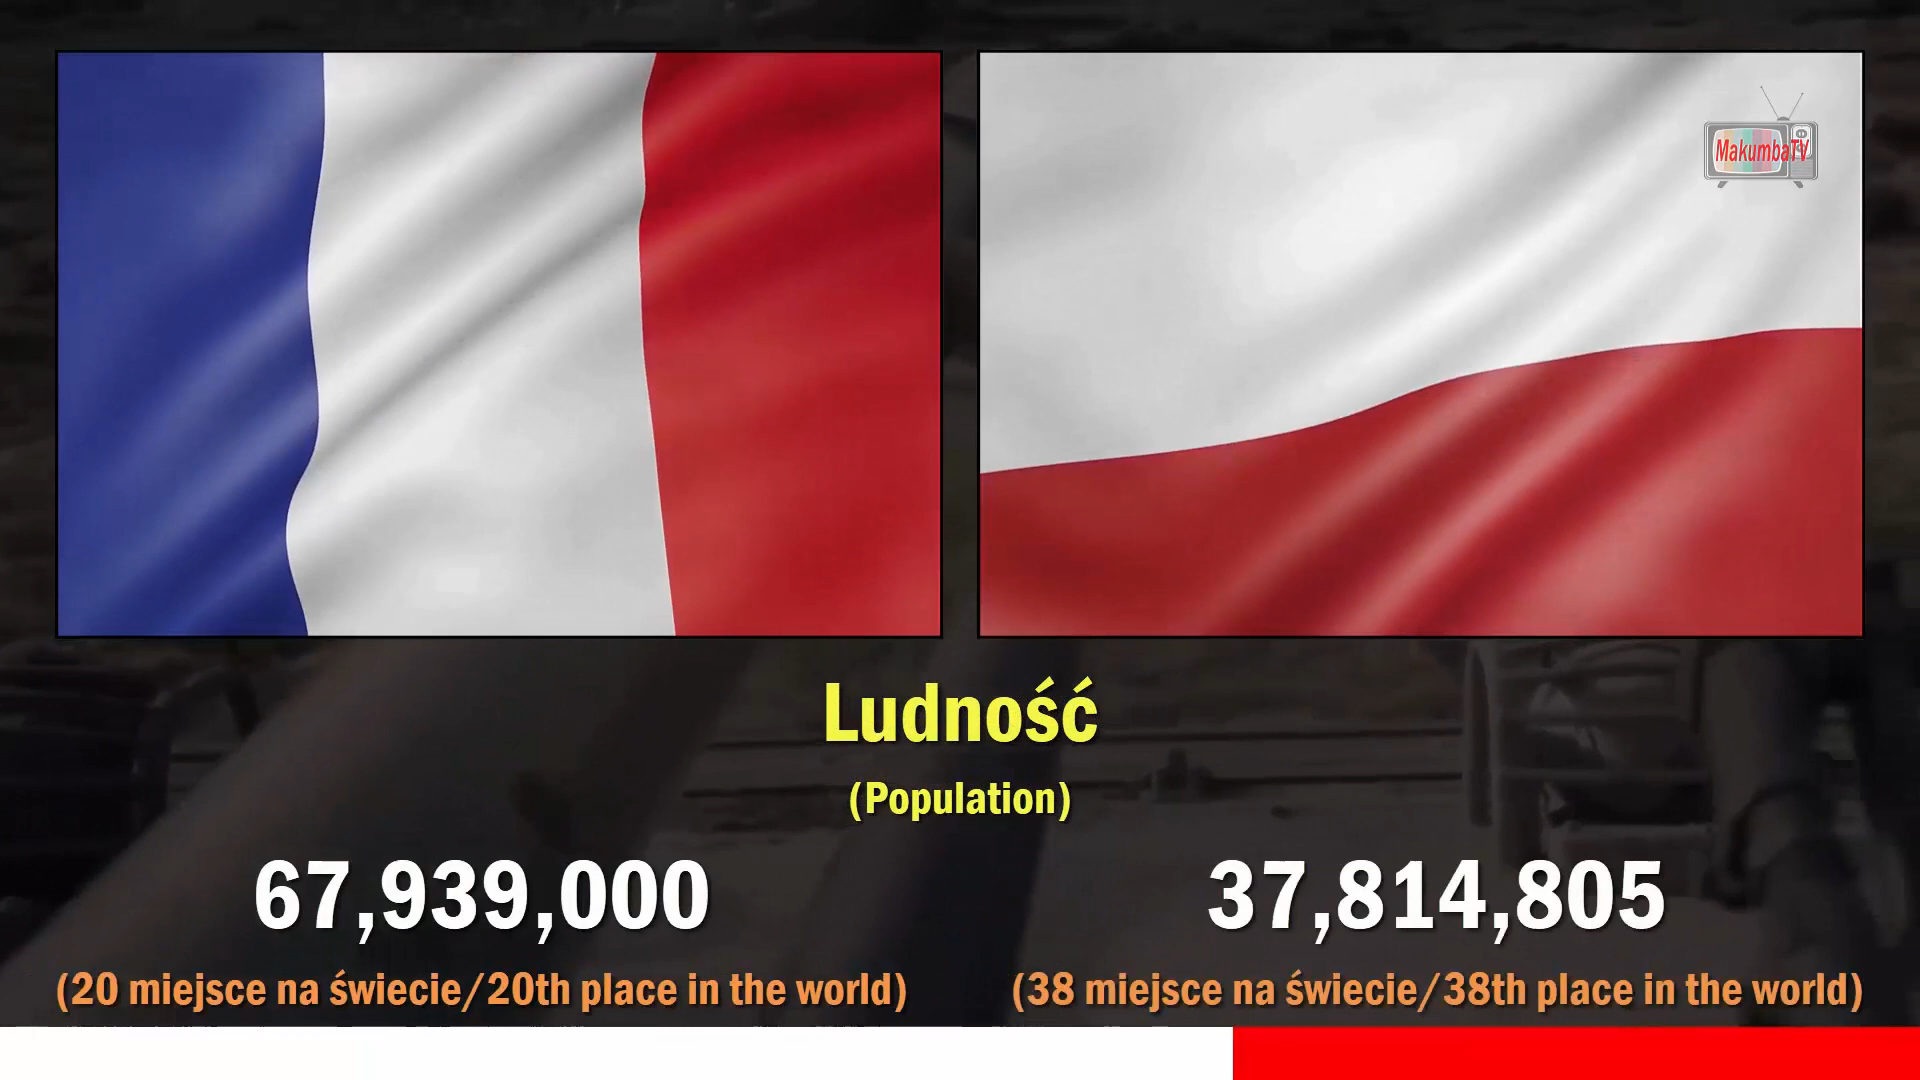 MakumbaTV
Ludność
(Population)
67,939,000
37,814,805
(20 miejsce na świecie/20th place in the world)
(38 miejsce na świecie/38th place in the world)